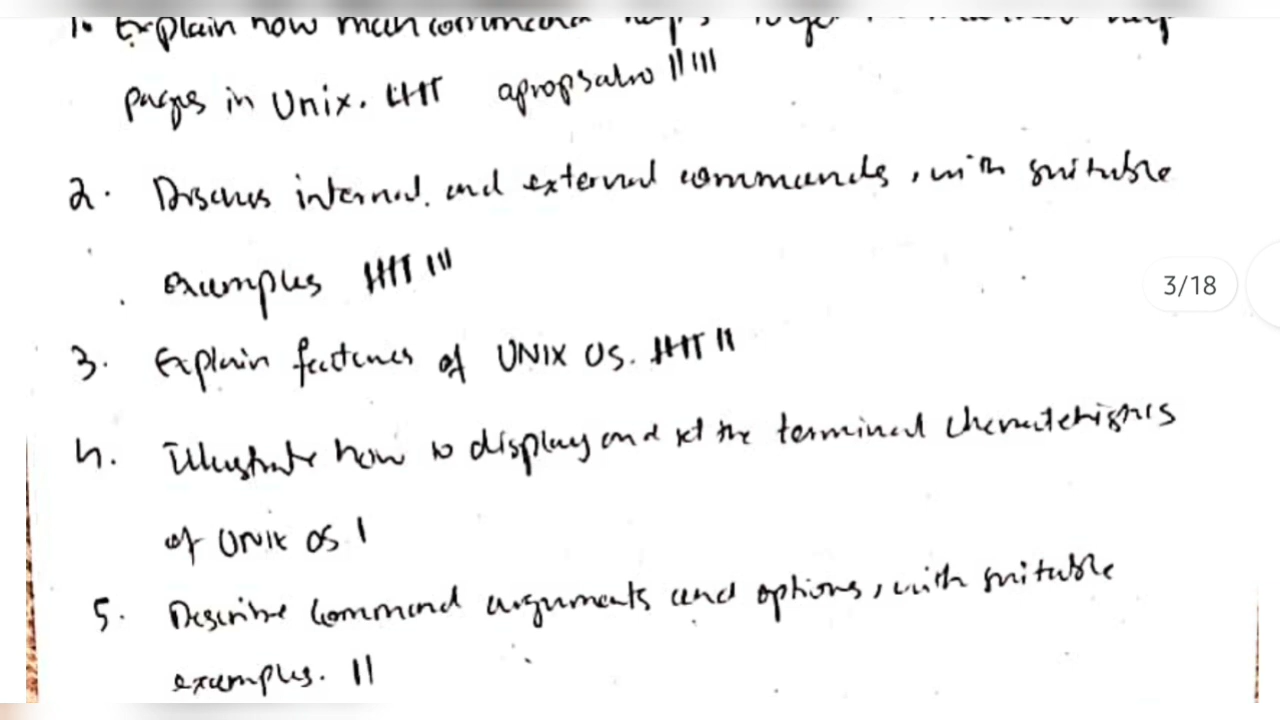 1. Explain how man command to
pages in Unix. apropsalro
2. Discuss internal and external commands, with suitable
examples
3/18
3. Explain features of UNIX OS.
4. Illustrate how to display and set the terminal characteristics
of UNIX OS
5. Describe command arguments and options, with suitable
examples.